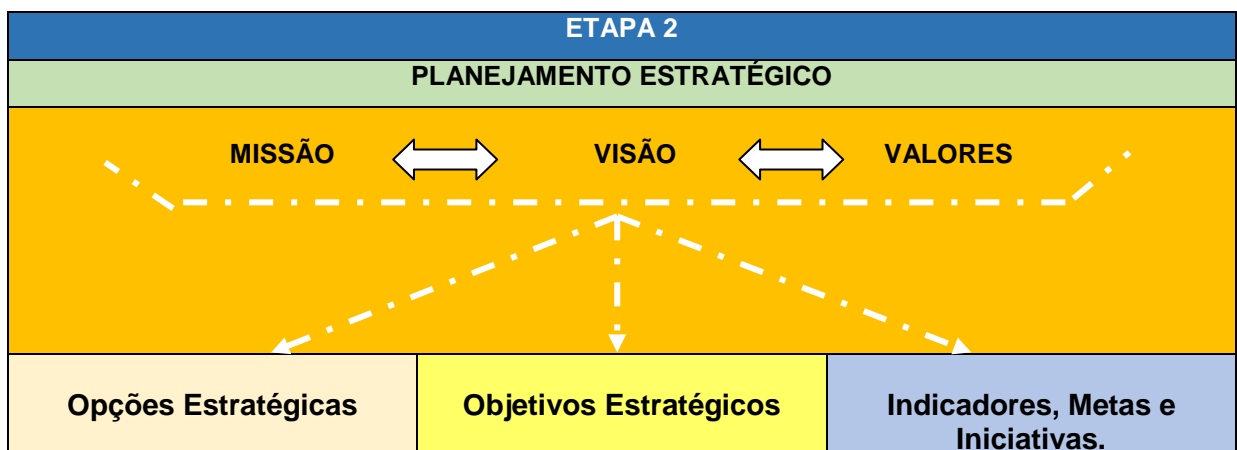 ETAPA 2
PLANEJAMENTO ESTRATÉGICO
MISSÃO VISÃO VALORES
Opções Estratégicas Objetivos Estratégicos Indicadores, Metas e
Iniciativas.